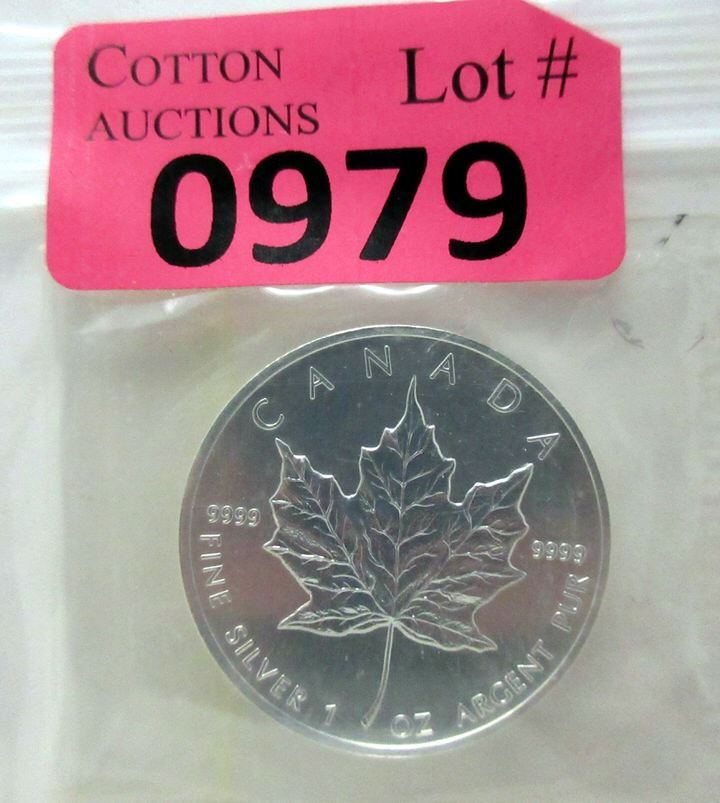 COTTON
AUCTIONS
Lot #
0979
CANADA
9999
9999
FINE SILVER 1 OZ ARGENT PUR